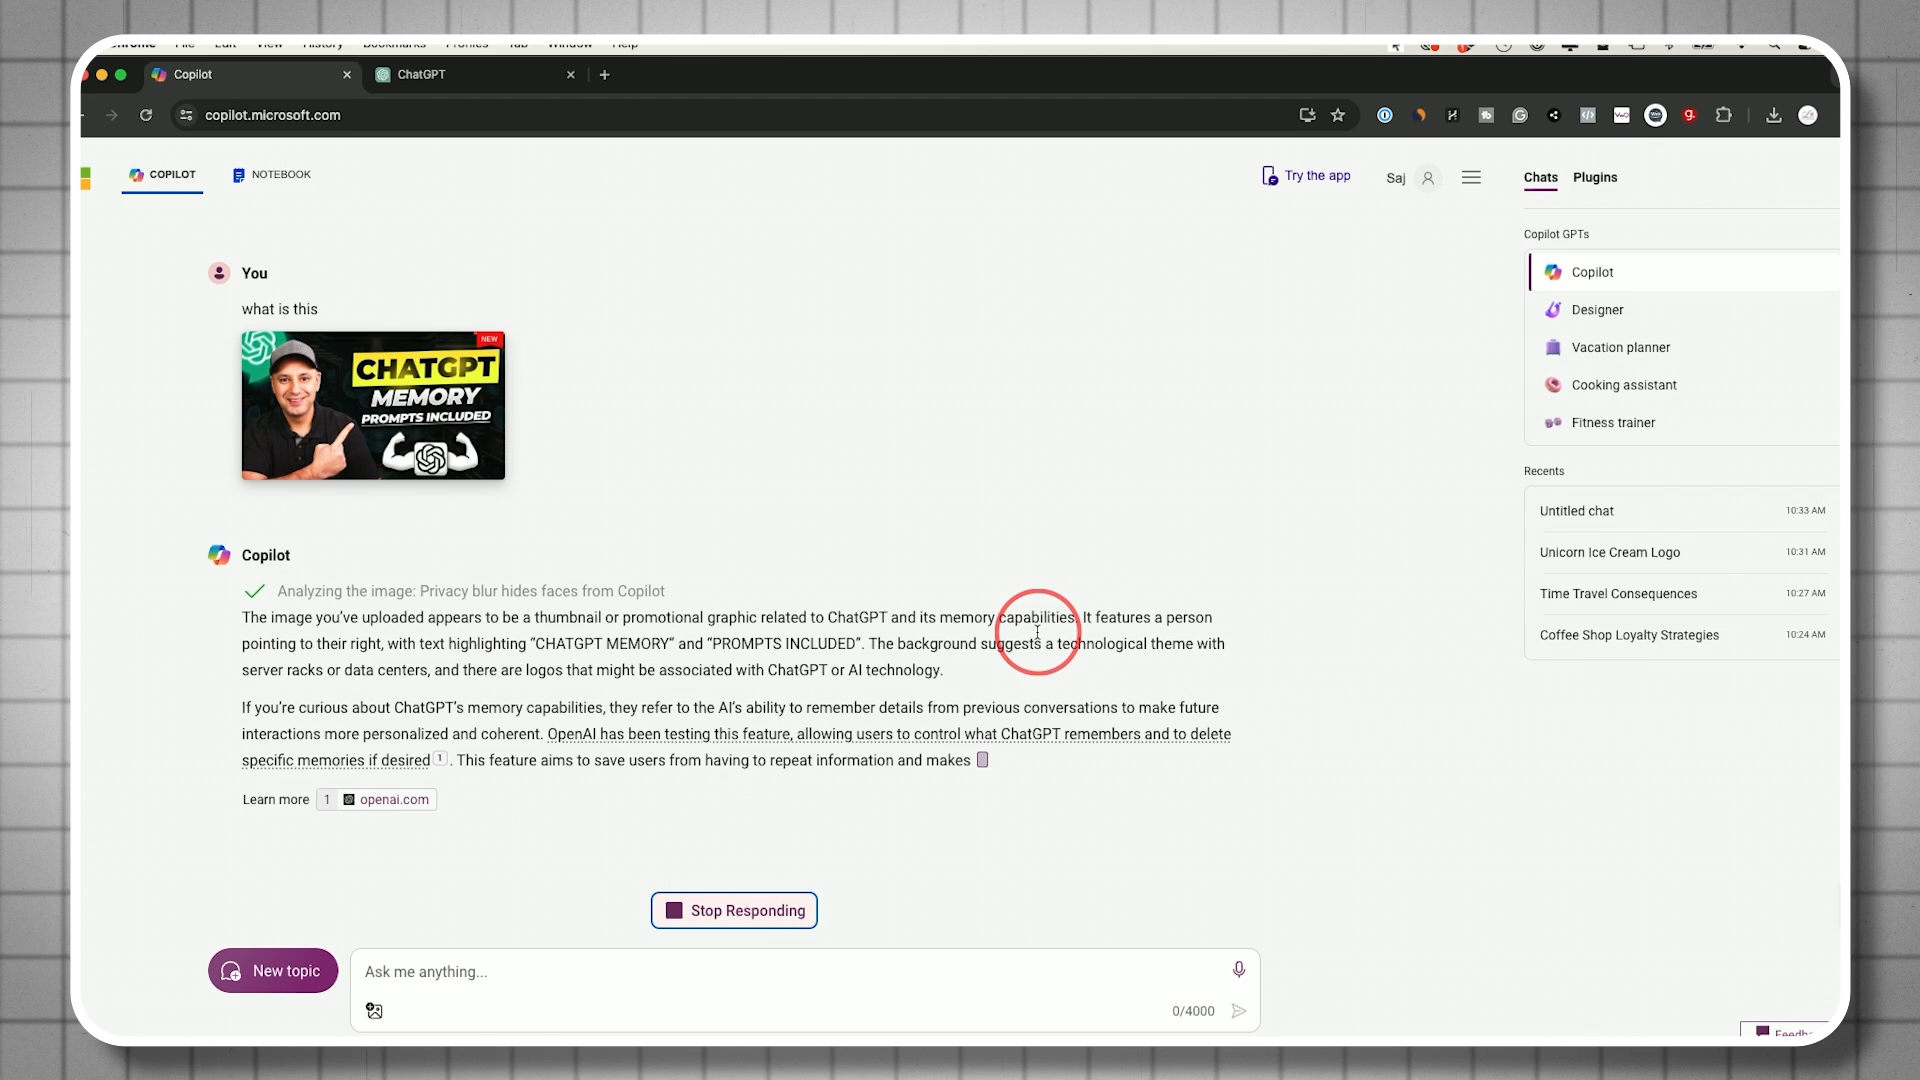 Chrome File Edit View History Bookmarks Profiles Tab Window Help
Copilot
ChatGPT
copilot.microsoft.com
COPILOT
NOTEBOOK
Try the app
Saj
Chats
Plugins
Copilot GPTs
Copilot
Designer
Vacation planner
Cooking assistant
Fitness trainer
Recents
Untitled chat 10:33 AM
Unicorn Ice Cream Logo 10:31 AM
Time Travel Consequences 10:27 AM
Coffee Shop Loyalty Strategies 10:24 AM
You
what is this
NEW
CHATGPT
MEMORY
PROMPTS INCLUDED
Copilot
Analyzing the image: Privacy blur hides faces from Copilot
The image you’ve uploaded appears to be a thumbnail or promotional graphic related to ChatGPT and its memory capabilities. It features a person
pointing to their right, with text highlighting “CHATGPT MEMORY” and “PROMPTS INCLUDED”. The background suggests a technological theme with
server racks or data centers, and there are logos that might be associated with ChatGPT or AI technology.
If you’re curious about ChatGPT’s memory capabilities, they refer to the AI’s ability to remember details from previous conversations to make future
interactions more personalized and coherent. OpenAI has been testing this feature, allowing users to control what ChatGPT remembers and to delete
specific memories if desired 1 . This feature aims to save users from having to repeat information and makes
Learn more 1 openai.com
Stop Responding
New topic
Ask me anything...
0/4000